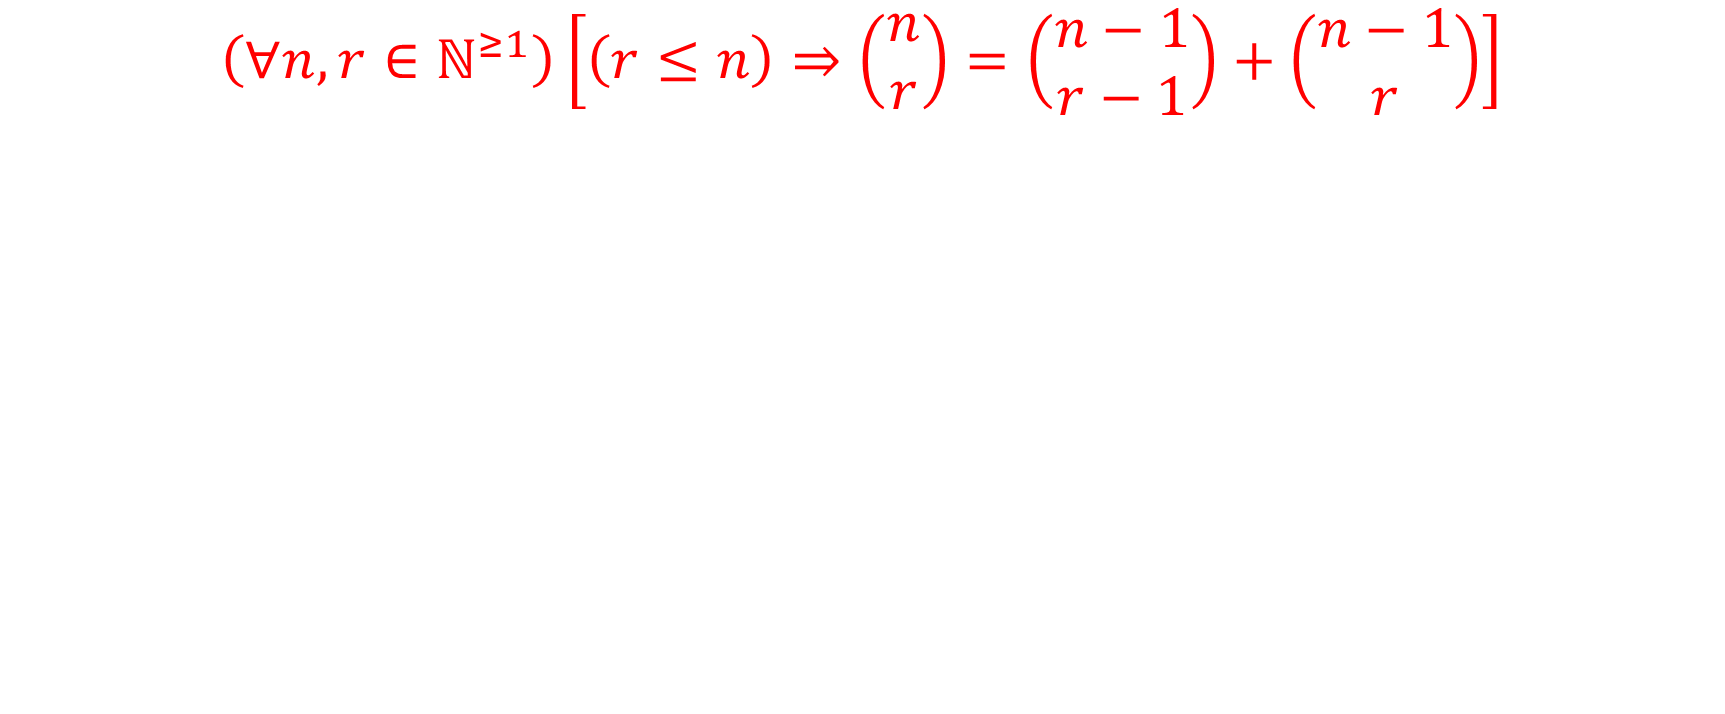 (∀n, r ∈ ℕ^{≥1}) [(r ≤ n) ⇒ \binom{n}{r} = \binom{n − 1}{r − 1} + \binom{n − 1}{r}]